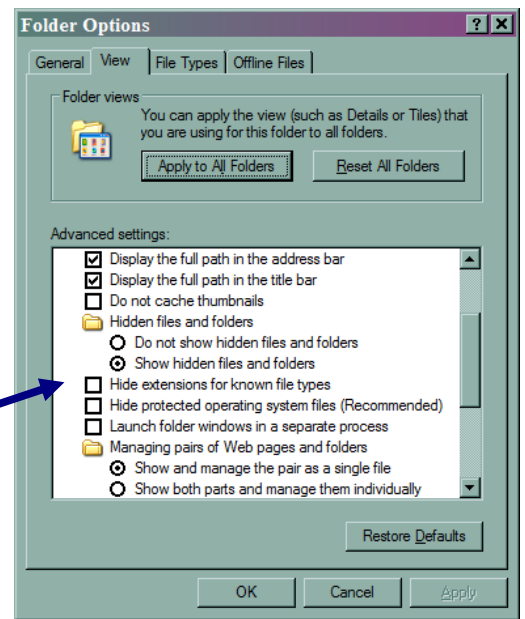 Folder Options
General View File Types Offline Files
Folder views
You can apply the view (such as Details or Tiles) that
you are using for this folder to all folders.
Apply to All Folders Reset All Folders
Advanced settings:
Display the full path in the address bar
Display the full path in the title bar
Do not cache thumbnails
Hidden files and folders
Do not show hidden files and folders
Show hidden files and folders
Hide extensions for known file types
Hide protected operating system files (Recommended)
Launch folder windows in a separate process
Managing pairs of Web pages and folders
Show and manage the pair as a single file
Show both parts and manage them individually
Restore Defaults
OK Cancel Apply